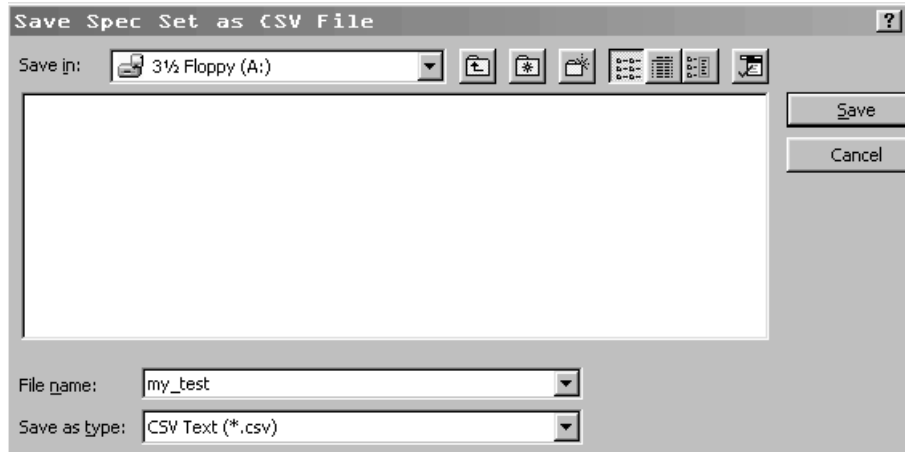 Save Spec Set as CSV File ?
Save in: 3½ Floppy (A:)
Save
Cancel
File name: my_test
Save as type: CSV Text (*.csv)